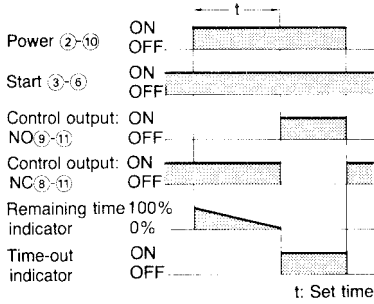 t
Power ②-⑩ ON
OFF
Start ③-⑥ ON
OFF
Control output: ON
NO⑨-⑪ OFF
Control output: ON
NC⑧-⑪ OFF
Remaining time 100%
indicator 0%
Time-out ON
indicator OFF
t: Set time